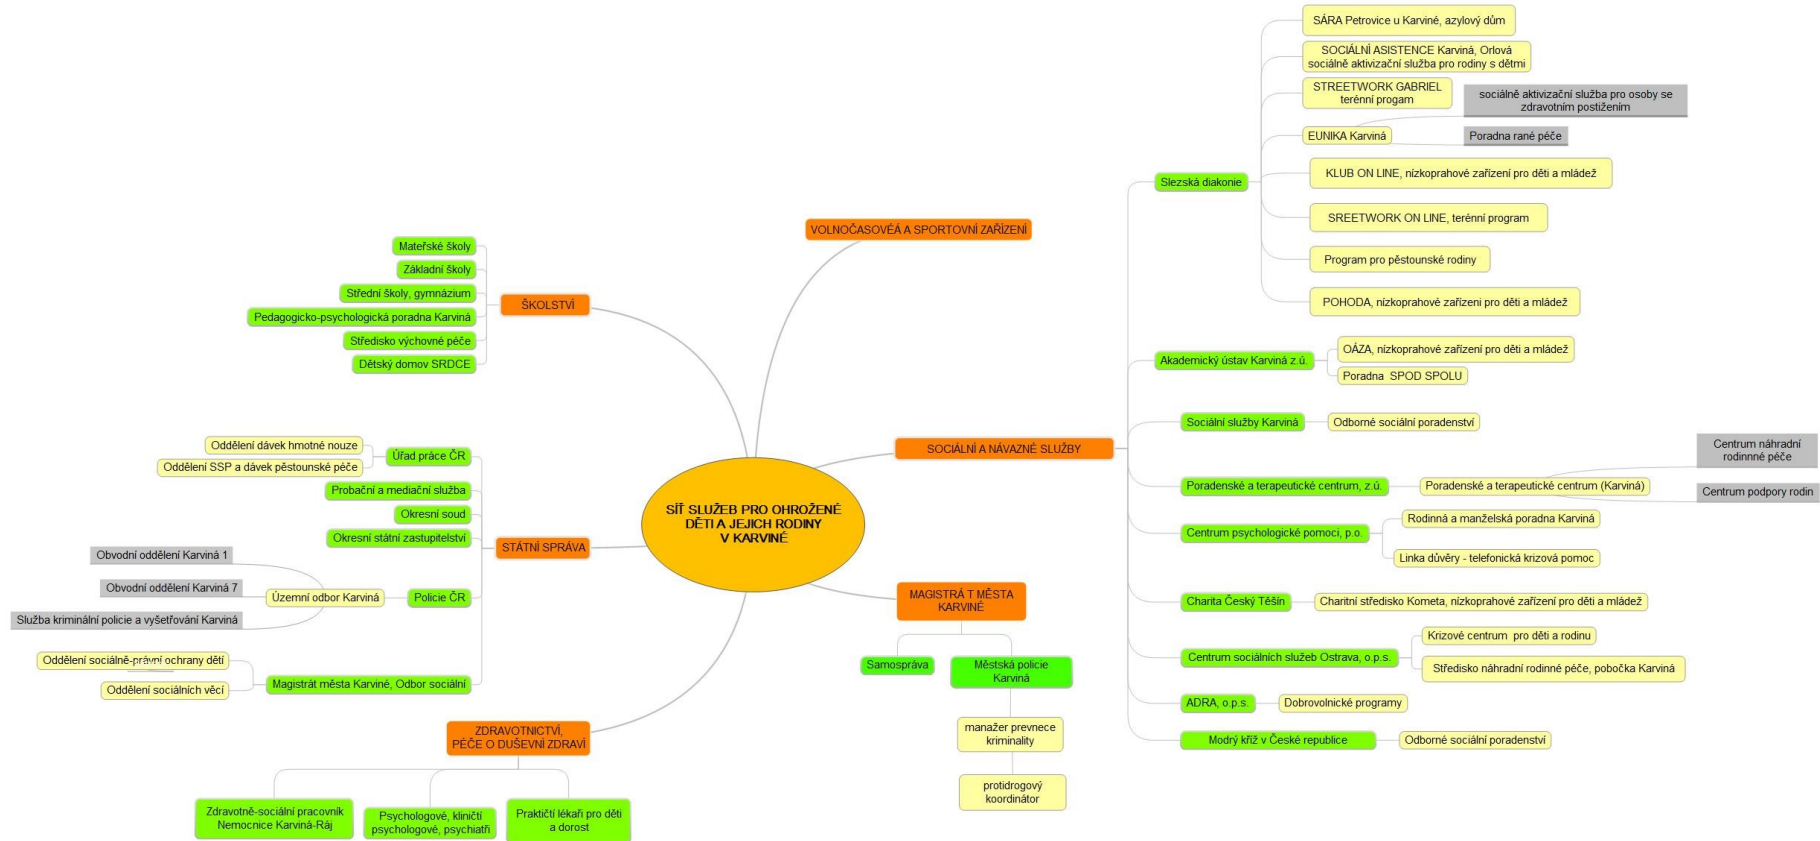 SÍŤ SLUŽEB PRO OHROŽENÉ
DĚTI A JEJICH RODINY
V KARVINÉ
VOLNOČASOVÉÁ A SPORTOVNÍ ZAŘÍZENÍ
ŠKOLSTVÍ
Mateřské školy
Základní školy
Střední školy, gymnázium
Pedagogicko-psychologická poradna Karviná
Středisko výchovné péče
Dětský domov SRDCE
STÁTNÍ SPRÁVA
Úřad práce ČR
Oddělení dávek hmotné nouze
Oddělení SSP a dávek pěstounské péče
Probační a mediační služba
Okresní soud
Okresní státní zastupitelství
Policie ČR
Územní odbor Karviná
Obvodní oddělení Karviná 1
Obvodní oddělení Karviná 7
Služba kriminální policie a vyšetřování Karviná
Magistrát města Karviné, Odbor sociální
Oddělení sociálně-právní ochrany dětí
Oddělení sociálních věcí
ZDRAVOTNICTVÍ,
PÉČE O DUŠEVNÍ ZDRAVÍ
Zdravotně-sociální pracovník
Nemocnice Karviná-Ráj
Psychologové, kliničtí
psychologové, psychiatři
Praktičtí lékaři pro děti
a dorost
MAGISTRÁ T MĚSTA
KARVINÉ
Samospráva
Městská policie
Karviná
manažer prevnece
kriminality
protidrogový
koordinátor
SOCIÁLNÍ A NÁVAZNÉ SLUŽBY
Slezská diakonie
SÁRA Petrovice u Karviné, azylový dům
SOCIÁLNÍ ASISTENCE Karviná, Orlová
sociálně aktivizační služba pro rodiny s dětmi
STREETWORK GABRIEL
terénní progam
EUNIKA Karviná
sociálně aktivizační služba pro osoby se
zdravotním postižením
Poradna rané péče
KLUB ON LINE, nízkoprahové zařízení pro děti a mládež
SREETWORK ON LINE, terénní program
Program pro pěstounské rodiny
POHODA, nízkoprahové zařízeni pro děti a mládež
Akademický ústav Karviná z.ú.
OÁZA, nízkoprahové zařízení pro děti a mládež
Poradna SPOD SPOLU
Sociální služby Karviná
Odborné sociální poradenství
Poradenské a terapeutické centrum, z.ú.
Poradenské a terapeutické centrum (Karviná)
Centrum náhradní
rodinnné péče
Centrum podpory rodin
Centrum psychologické pomoci, p.o.
Rodinná a manželská poradna Karviná
Linka důvěry - telefonická krizová pomoc
Charita Český Těšín
Charitní středisko Kometa, nízkoprahové zařízení pro děti a mládež
Centrum sociálních služeb Ostrava, o.p.s.
Krizové centrum pro děti a rodinu
Středisko náhradní rodinné péče, pobočka Karviná
ADRA, o.p.s.
Dobrovolnické programy
Modrý kříž v České republice
Odborné sociální poradenství